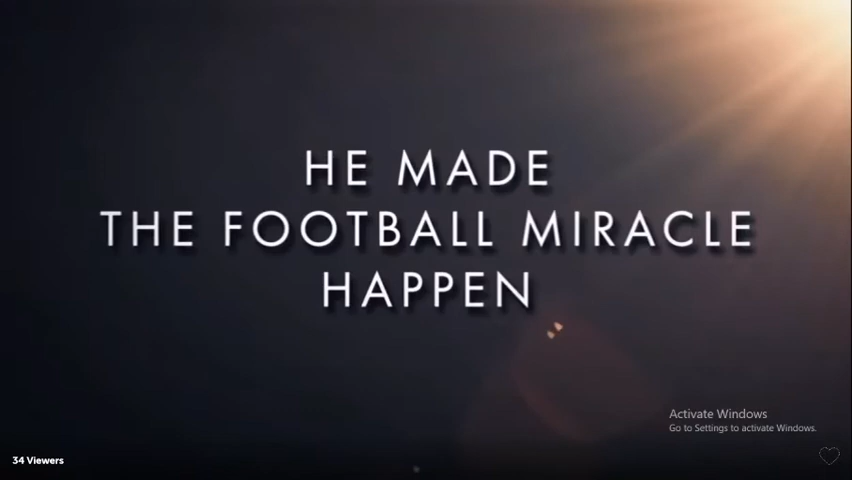 HE MADE
THE FOOTBALL MIRACLE
HAPPEN
Activate Windows
Go to Settings to activate Windows.
34 Viewers